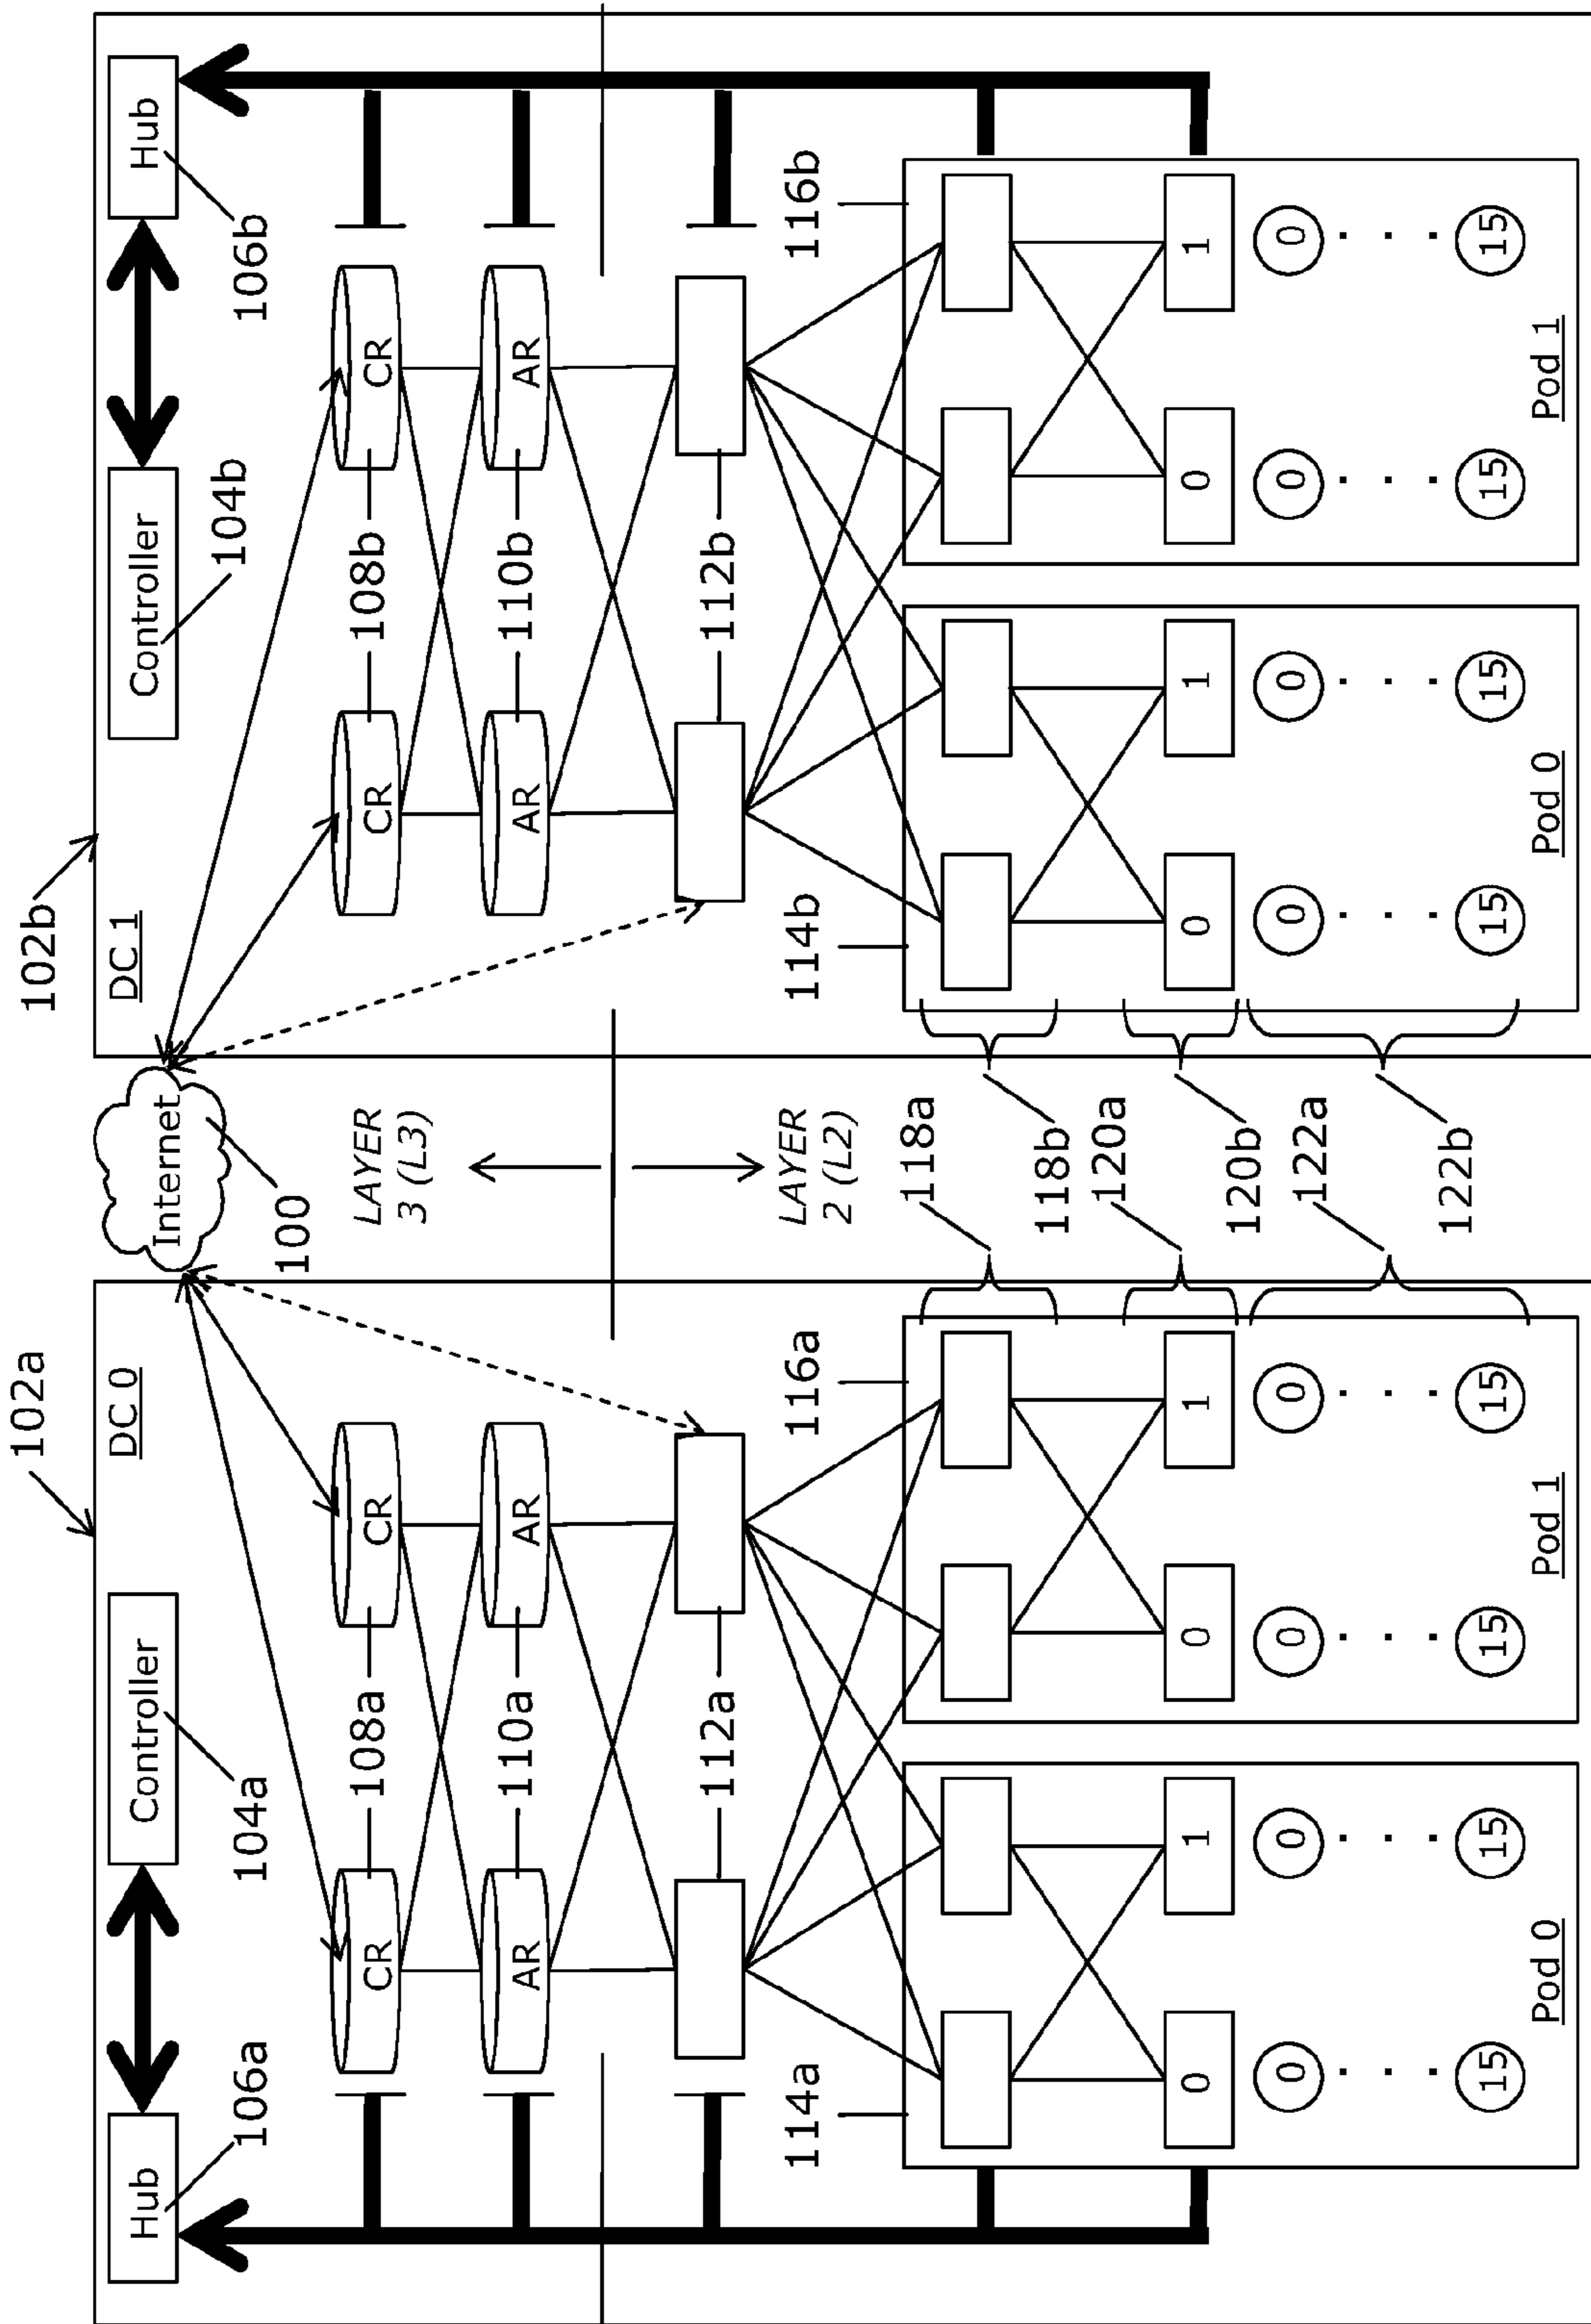 102a
102b
DC 0
DC 1
Hub
Controller
Internet
Controller
Hub
106a
104a
100
104b
106b
CR
108a
CR
LAYER
3 (L3)
CR
108b
CR
AR
110a
AR
AR
110b
AR
112a
LAYER
2 (L2)
112b
114a
116a
114b
116b
118a
118b
120a
120b
122a
122b
0
1
0
1
0
1
0
1
0
0
0
0
0
0
0
0
15
15
15
15
15
15
15
15
Pod 0
Pod 1
Pod 0
Pod 1